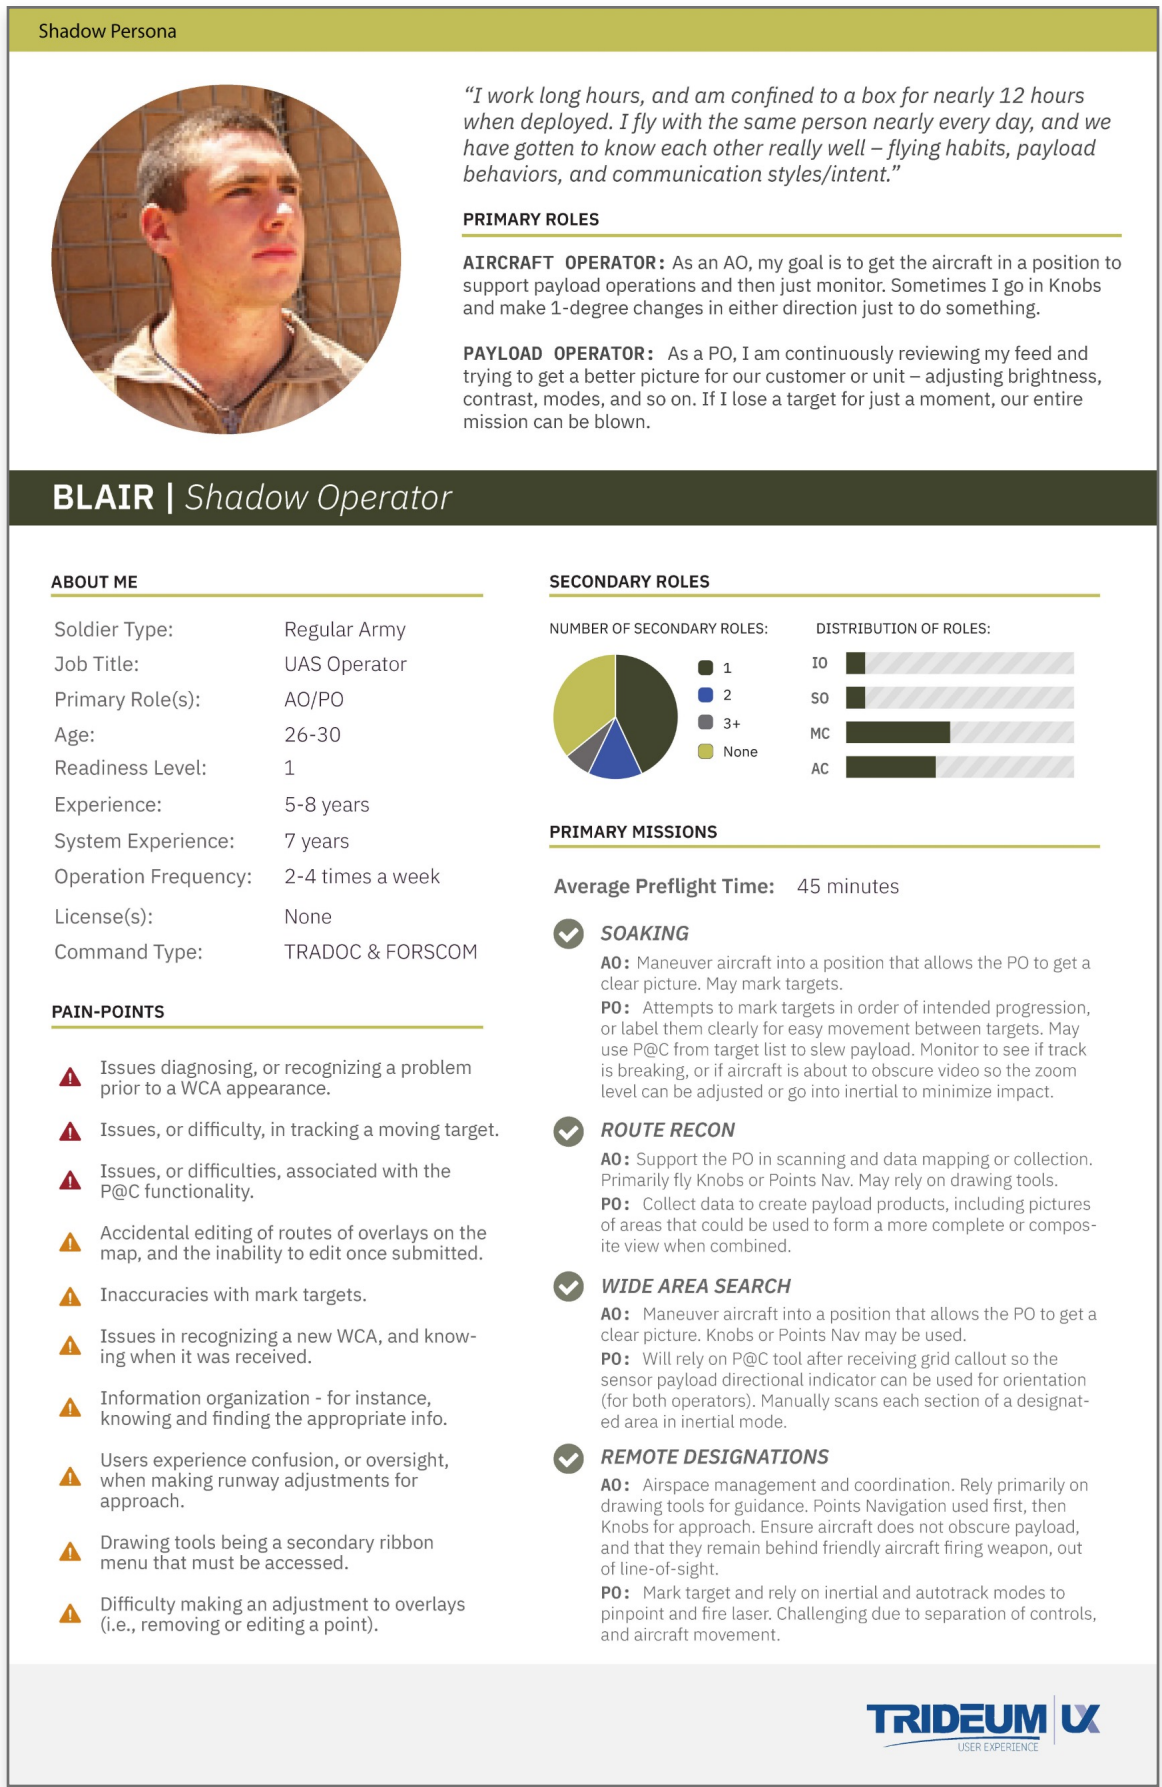 Shadow Persona
“I work long hours, and am confined to a box for nearly 12 hours
when deployed. I fly with the same person nearly every day, and we
have gotten to know each other really well – flying habits, payload
behaviors, and communication styles/intent.”
PRIMARY ROLES
AIRCRAFT OPERATOR: As an AO, my goal is to get the aircraft in a position to
support payload operations and then just monitor. Sometimes I go in Knobs
and make 1-degree changes in either direction just to do something.
PAYLOAD OPERATOR: As a PO, I am continuously reviewing my feed and
trying to get a better picture for our customer or unit – adjusting brightness,
contrast, modes, and so on. If I lose a target for just a moment, our entire
mission can be blown.
BLAIR | Shadow Operator
ABOUT ME
Soldier Type: Regular Army
Job Title: UAS Operator
Primary Role(s): AO/PO
Age: 26-30
Readiness Level: 1
Experience: 5-8 years
System Experience: 7 years
Operation Frequency: 2-4 times a week
License(s): None
Command Type: TRADOC & FORSCOM
PAIN-POINTS
Issues diagnosing, or recognizing a problem
prior to a WCA appearance.
Issues, or difficulty, in tracking a moving target.
Issues, or difficulties, associated with the
P@C functionality.
Accidental editing of routes of overlays on the
map, and the inability to edit once submitted.
Inaccuracies with mark targets.
Issues in recognizing a new WCA, and know-
ing when it was received.
Information organization - for instance,
knowing and finding the appropriate info.
Users experience confusion, or oversight,
when making runway adjustments for
approach.
Drawing tools being a secondary ribbon
menu that must be accessed.
Difficulty making an adjustment to overlays
(i.e., removing or editing a point).
SECONDARY ROLES
NUMBER OF SECONDARY ROLES:
1
2
3+
None
DISTRIBUTION OF ROLES:
IO
SO
MC
AC
PRIMARY MISSIONS
Average Preflight Time: 45 minutes
SOAKING
AO: Maneuver aircraft into a position that allows the PO to get a
clear picture. May mark targets.
PO: Attempts to mark targets in order of intended progression,
or label them clearly for easy movement between targets. May
use P@C from target list to slew payload. Monitor to see if track
is breaking, or if aircraft is about to obscure video so the zoom
level can be adjusted or go into inertial to minimize impact.
ROUTE RECON
AO: Support the PO in scanning and data mapping or collection.
Primarily fly Knobs or Points Nav. May rely on drawing tools.
PO: Collect data to create payload products, including pictures
of areas that could be used to form a more complete or compos-
ite view when combined.
WIDE AREA SEARCH
AO: Maneuver aircraft into a position that allows the PO to get a
clear picture. Knobs or Points Nav may be used.
PO: Will rely on P@C tool after receiving grid callout so the
sensor payload directional indicator can be used for orientation
(for both operators). Manually scans each section of a designat-
ed area in inertial mode.
REMOTE DESIGNATIONS
AO: Airspace management and coordination. Rely primarily on
drawing tools for guidance. Points Navigation used first, then
Knobs for approach. Ensure aircraft does not obscure payload,
and that they remain behind friendly aircraft firing weapon, out
of line-of-sight.
PO: Mark target and rely on inertial and autotrack modes to
pinpoint and fire laser. Challenging due to separation of controls,
and aircraft movement.
TRIDEUM UX
USER EXPERIENCE